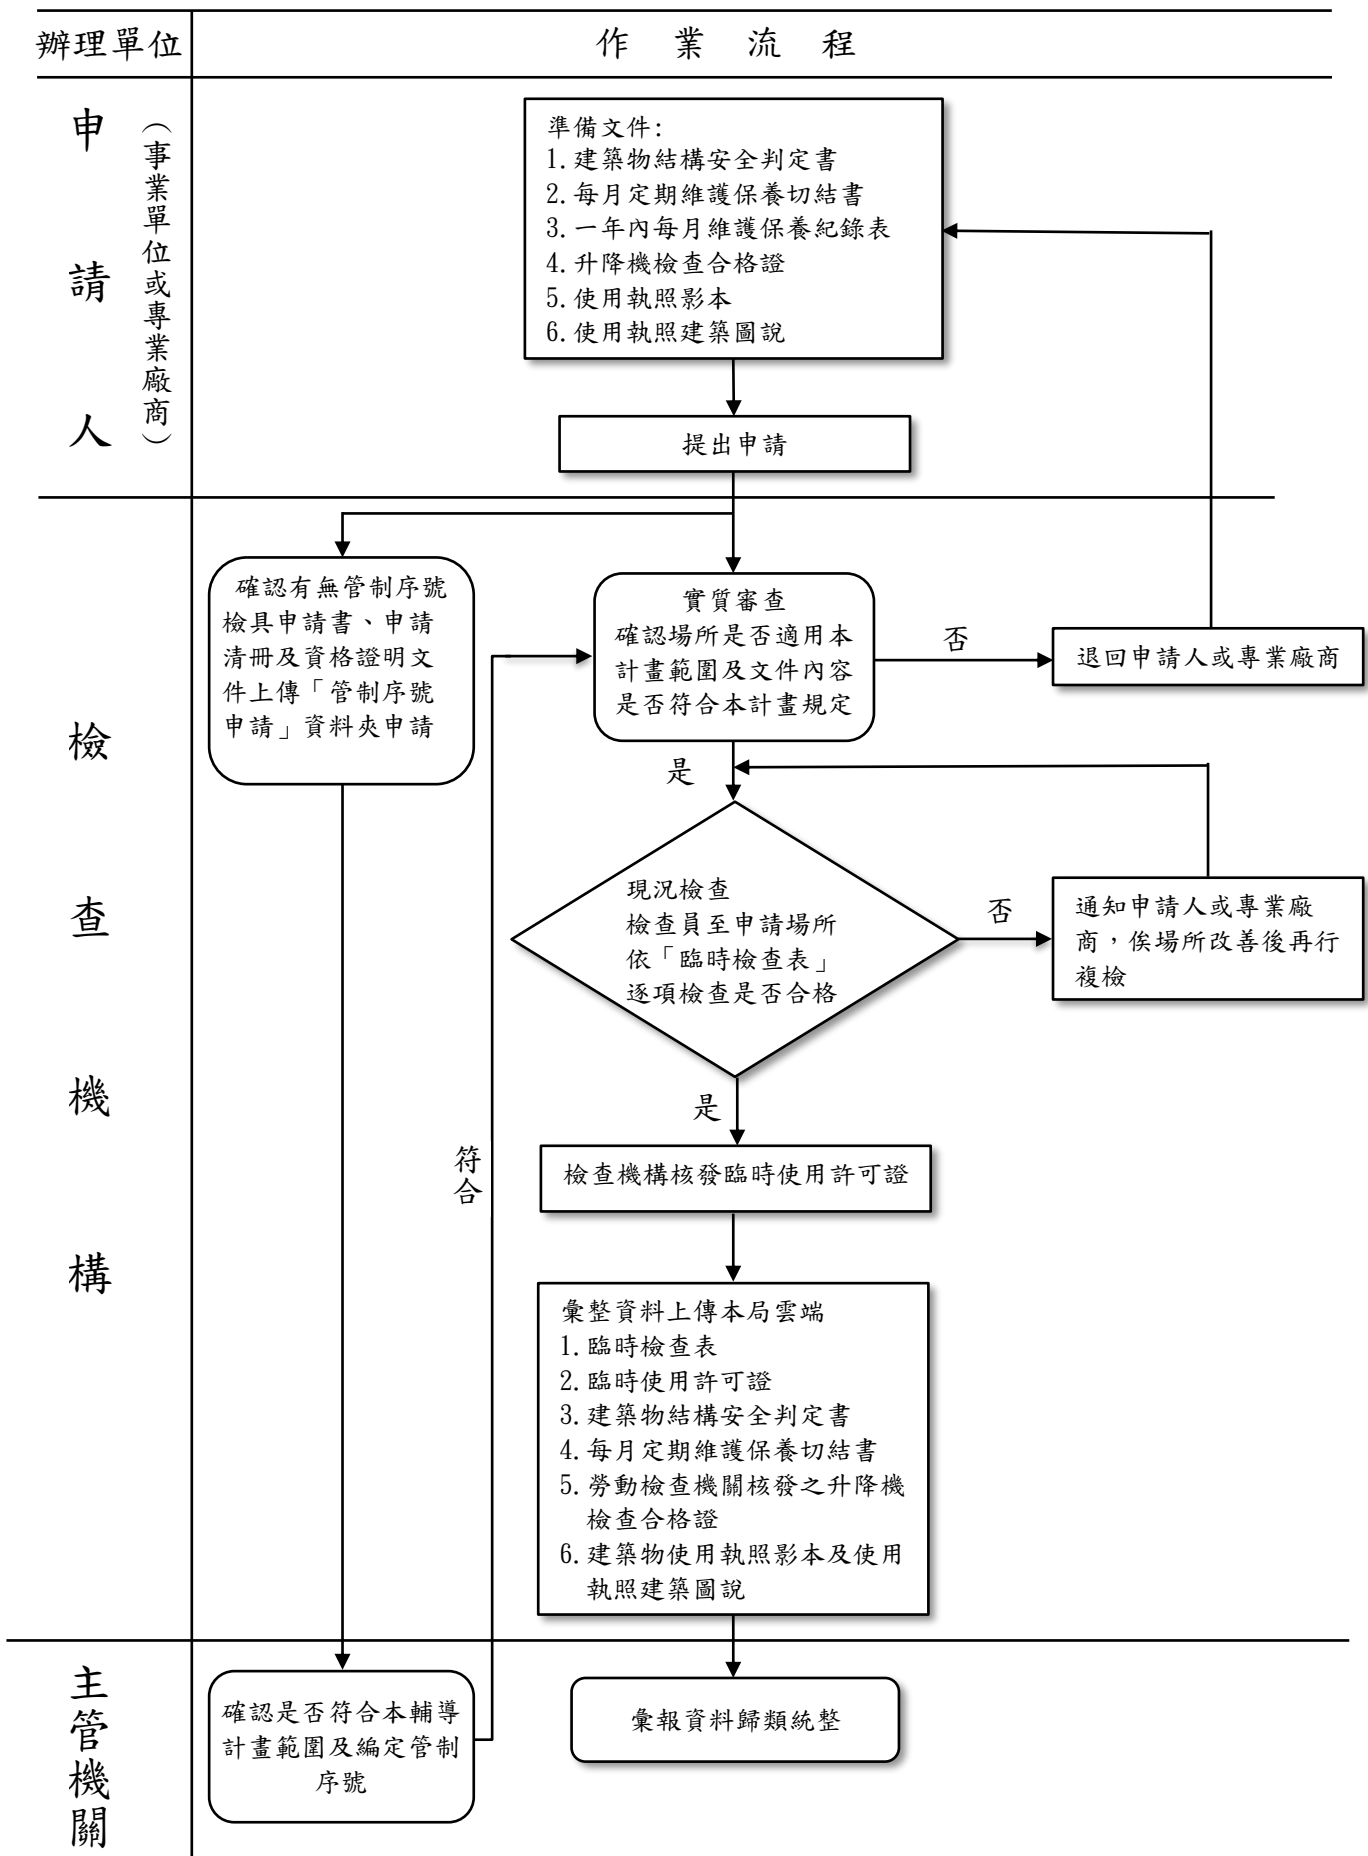 辦理單位
作業流程
申請人
（事業單位或專業廠商）
準備文件:
1.建築物結構安全判定書
2.每月定期維護保養切結書
3.一年內每月維護保養紀錄表
4.升降機檢查合格證
5.使用執照影本
6.使用執照建築圖說
提出申請
檢查機構
確認有無管制序號
檢具申請書、申請
清冊及資格證明文
件上傳「管制序號
申請」資料夾申請
實質審查
確認場所是否適用本
計畫範圍及文件內容
是否符合本計畫規定
否
退回申請人或專業廠商
是
現況檢查
檢查員至申請場所
依「臨時檢查表」
逐項檢查是否合格
否
通知申請人或專業廠
商，俟場所改善後再行
複檢
是
符合
檢查機構核發臨時使用許可證
彙整資料上傳本局雲端
1.臨時檢查表
2.臨時使用許可證
3.建築物結構安全判定書
4.每月定期維護保養切結書
5.勞動檢查機關核發之升降機
檢查合格證
6.建築物使用執照影本及使用
執照建築圖說
主管機關
確認是否符合本輔導
計畫範圍及編定管制
序號
彙報資料歸類統整